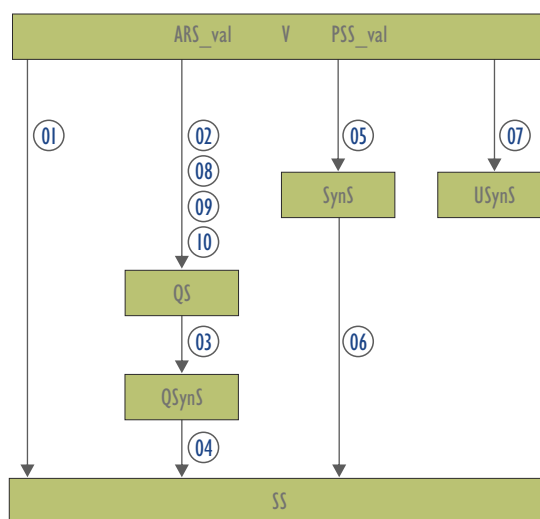 ARS_val V PSS_val
01 02 05 07
08
SynS USynS
09
10
QS
03 06
QSynS
04
SS